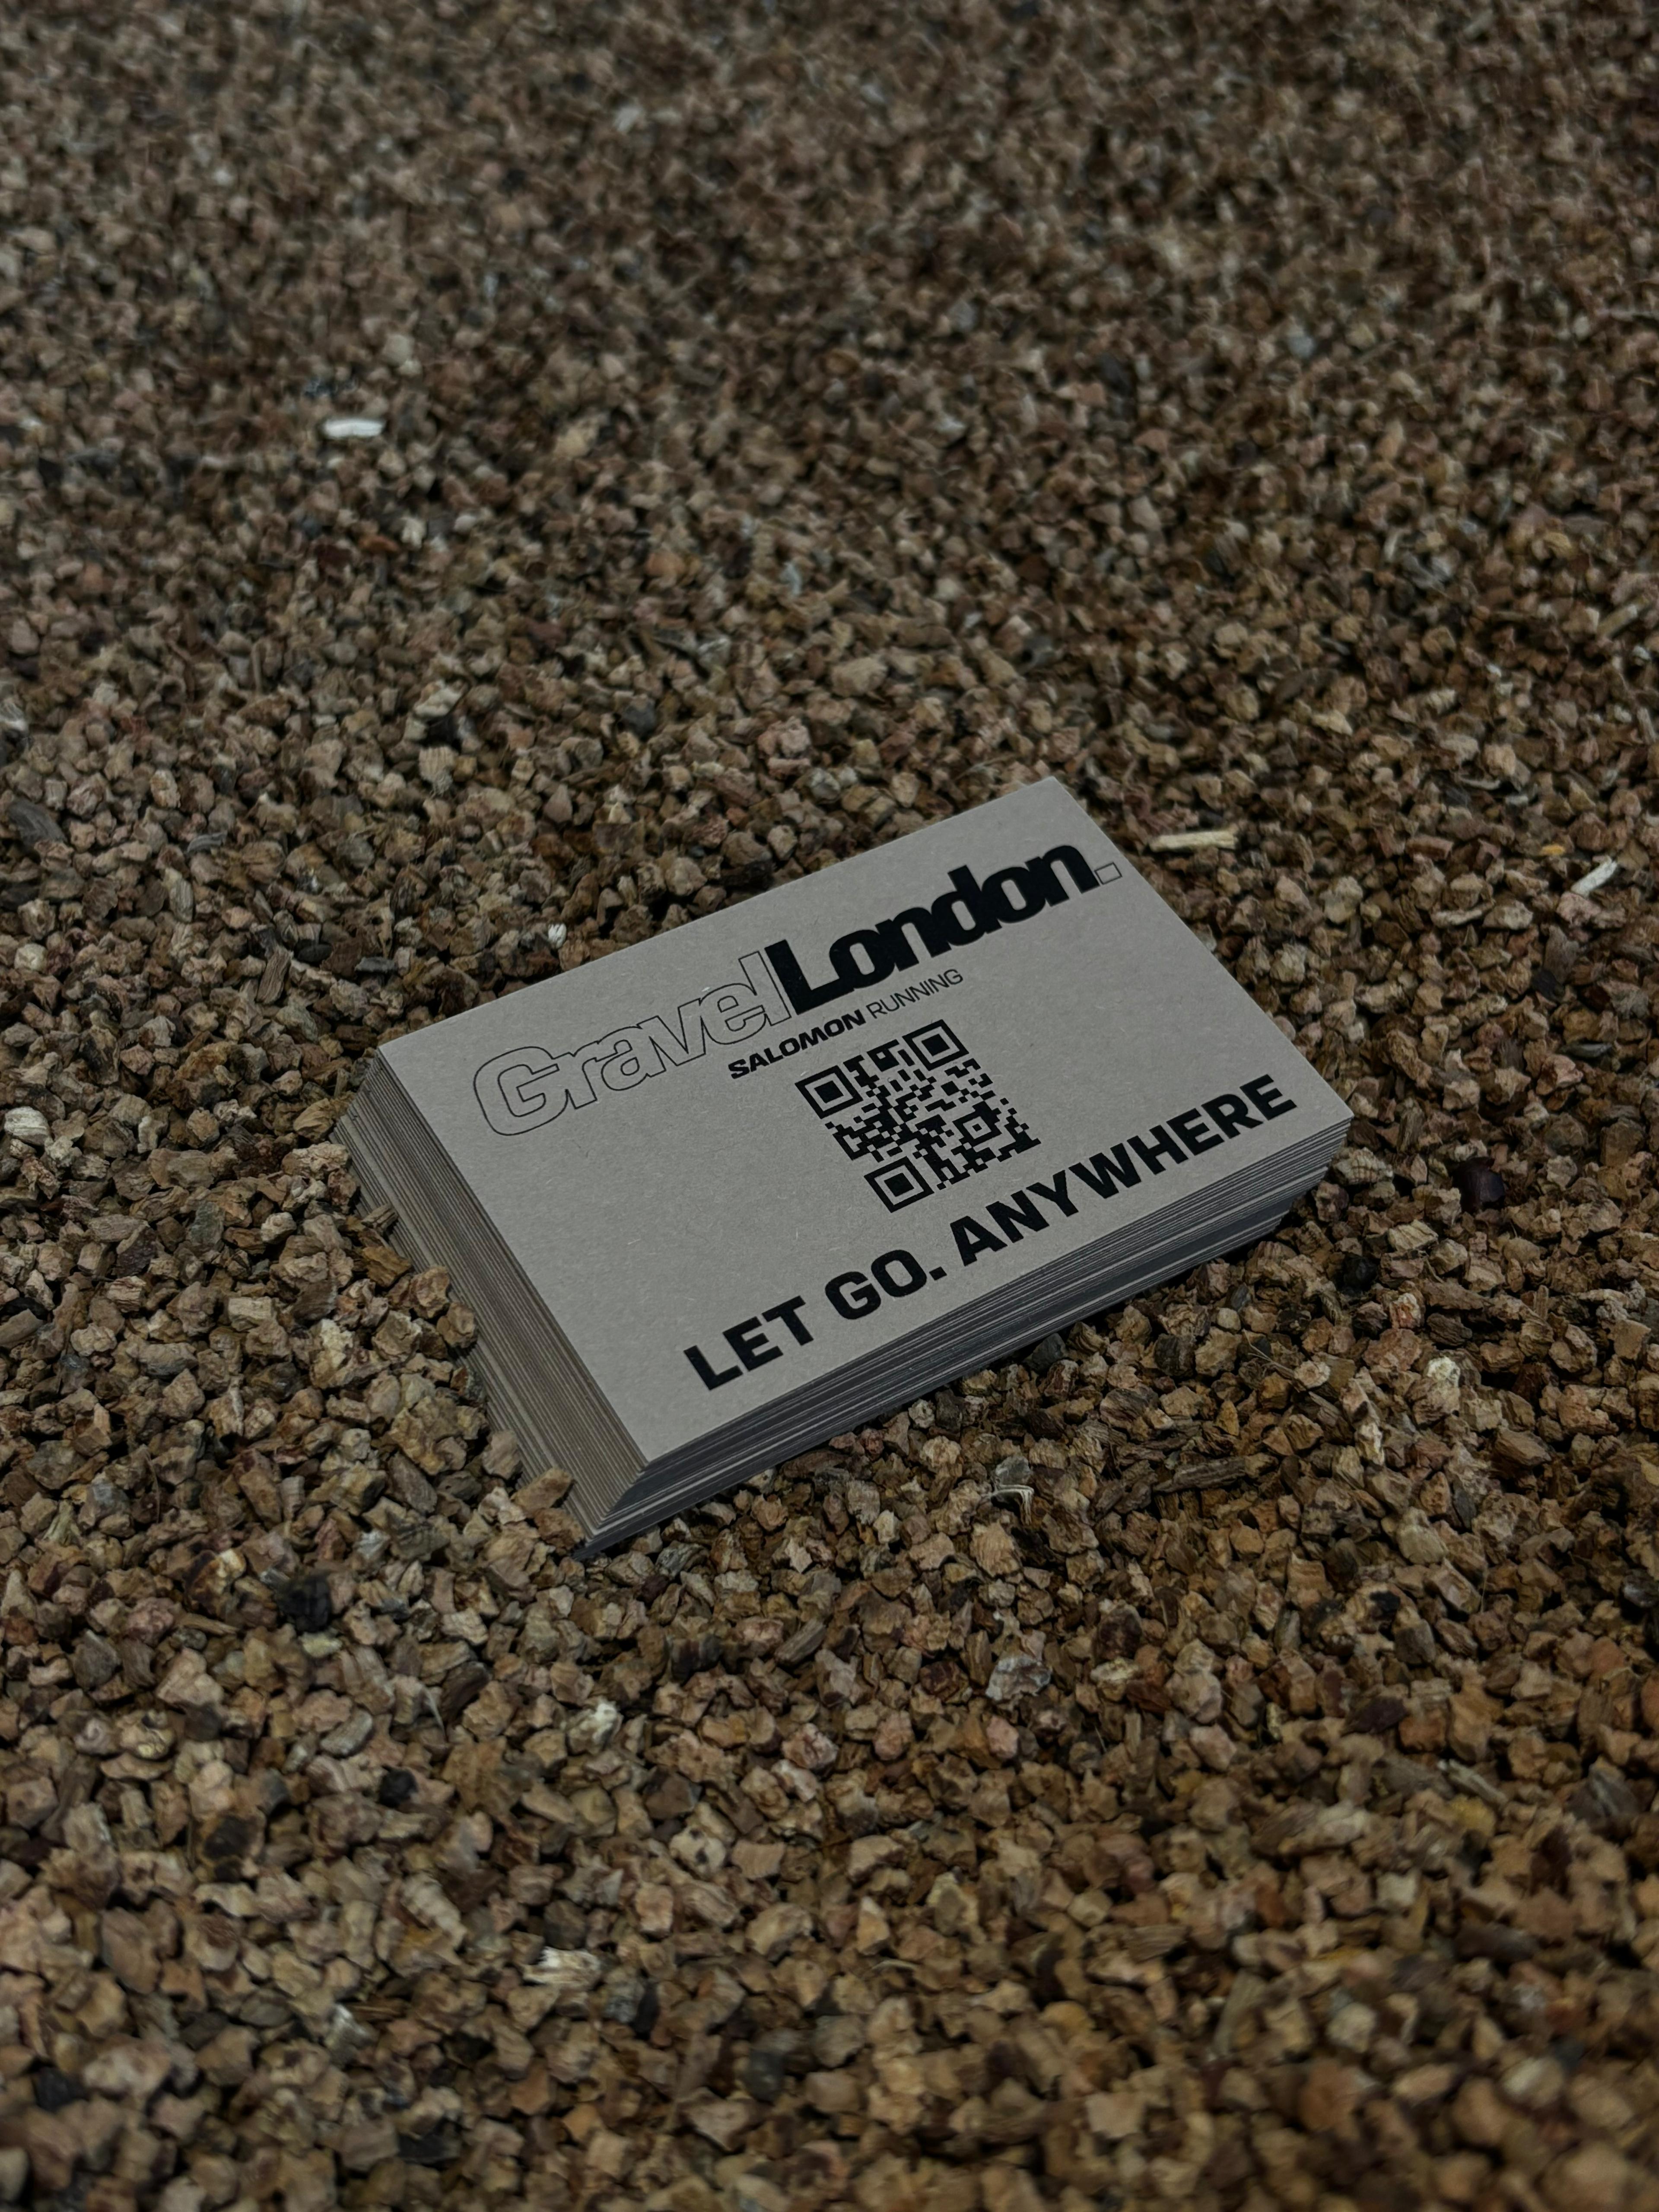 GravelLondon.
SALOMON RUNNING
LET GO. ANYWHERE